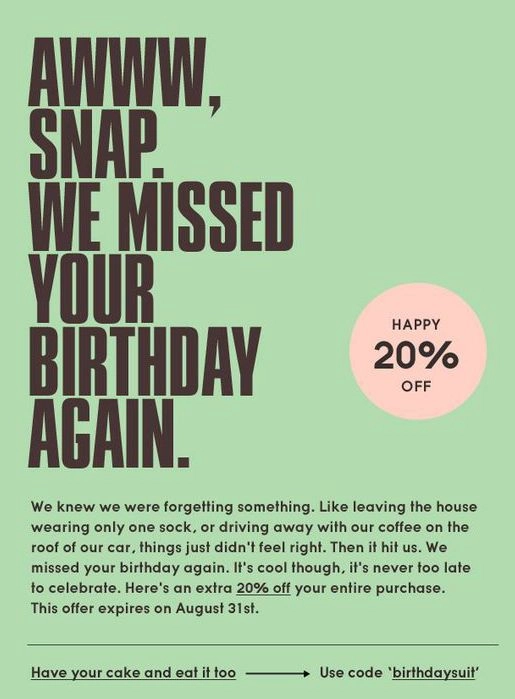 AWWW,
SNAP.
WE MISSED
YOUR
BIRTHDAY
AGAIN.
HAPPY
20%
OFF
We knew we were forgetting something. Like leaving the house
wearing only one sock, or driving away with our coffee on the
roof of our car, things just didn't feel right. Then it hit us. We
missed your birthday again. It's cool though, it's never too late
to celebrate. Here's an extra 20% off your entire purchase.
This offer expires on August 31st.
Have your cake and eat it too ⟶ Use code ‘birthdaysuit’